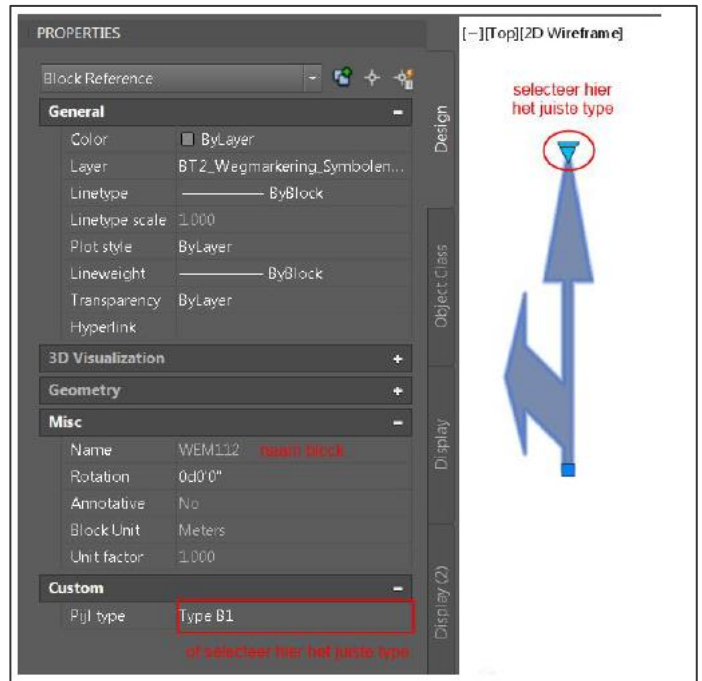 PROPERTIES
Block Reference
General
Color ByLayer
Layer BT2_Wegmarkering_Symbolen...
Linetype ByBlock
Linetype scale 1.000
Plot style ByLayer
Lineweight ByBlock
Transparency ByLayer
Hyperlink
3D Visualization
Geometry
Misc
Name WEM112 naam block
Rotation 0d0'0"
Annotative No
Block Unit Meters
Unit factor 1.000
Custom
Pijl type Type B1
of selecteer hier het juiste type
Design
Object Class
Display
Display (2)
[−][Top][2D Wireframe]
selecteer hier
het juiste type